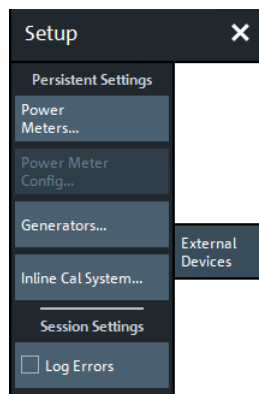 Setup
Persistent Settings
Power
Meters...
Power Meter
Config...
Generators...
External
Devices
Inline Cal System...
Session Settings
Log Errors